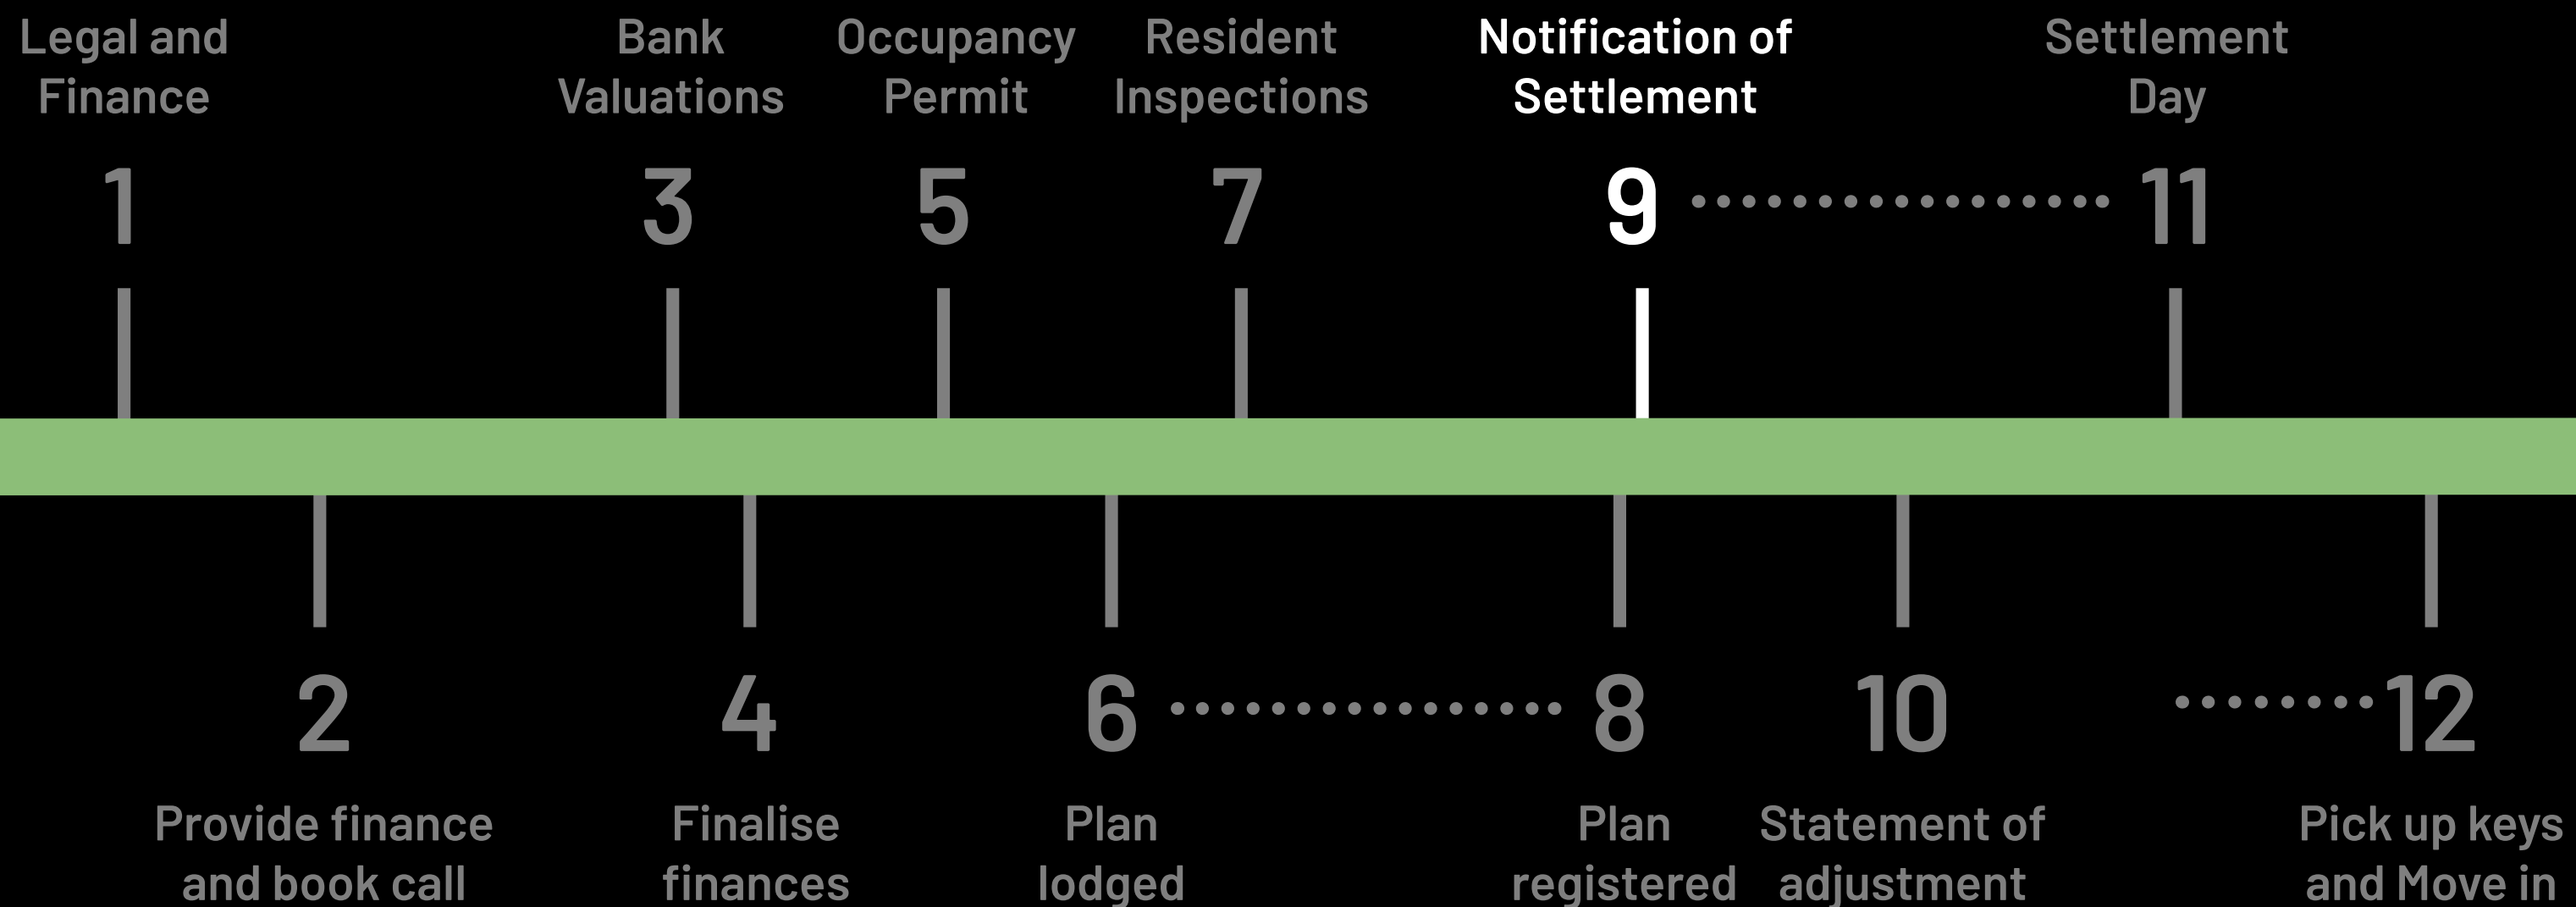 Legal and
Finance
1
Bank
Valuations
3
Occupancy
Permit
5
Resident
Inspections
7
Notification of
Settlement
9
Settlement
Day
11
2
Provide finance
and book call
4
Finalise
finances
6
Plan
lodged
8
Plan
registered
10
Statement of
adjustment
12
Pick up keys
and Move in